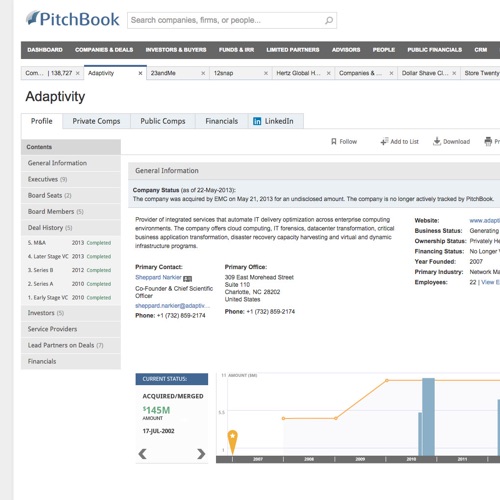 PitchBook
Search companies, firms, or people...
DASHBOARD COMPANIES & DEALS INVESTORS & BUYERS FUNDS & IRR LIMITED PARTNERS ADVISORS PEOPLE PUBLIC FINANCIALS CRM
Com... | 138,727 × Adaptivity × 23andMe × 12snap × Hertz Global H... × Companies & ... × Dollar Shave Cl... × Store Twenty
Adaptivity
Profile Private Comps Public Comps Financials in LinkedIn
Contents
Follow Add to List Download Pr
General Information
Executives (9)
Board Seats (2)
Board Members (5)
Deal History (5)
5. M&A 2013 Completed
4. Later Stage VC 2013 Completed
3. Series B 2012 Completed
2. Series A 2010 Completed
1. Early Stage VC 2010 Completed
Investors (5)
Service Providers
Lead Partners on Deals (7)
Financials
General Information
Company Status (as of 22-May-2013):
The company was acquired by EMC on May 21, 2013 for an undisclosed amount. The company is no longer actively tracked by PitchBook.
Provider of integrated services that automate IT delivery optimization across enterprise computing
environments. The company offers cloud computing, IT forensics, datacenter transformation, critical
business application transformation, disaster recovery capacity harvesting and virtual and dynamic
infrastructure programs.
Primary Contact:
Sheppard Narkier
Co-Founder & Chief Scientific
Officer
sheppard.narkier@adaptiv...
Phone: +1 (732) 859-2174
Primary Office:
309 East Morehead Street
Suite 110
Charlotte, NC 28202
United States
Phone: +1 (732) 859-2174
Website: www.adapti
Business Status: Generating
Ownership Status: Privately He
Financing Status: No Longer
Year Founded: 2007
Primary Industry: Network Ma
Employees: 22 | View E
CURRENT STATUS:
ACQUIRED/MERGED
$145M
AMOUNT
17-JUL-2002
11 AMOUNT ($M)
5.5
1
2007 2008 2009 2010 2011